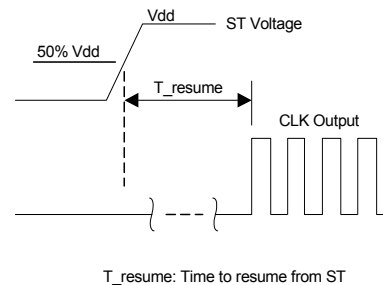 Vdd
ST Voltage
50% Vdd
T_resume
CLK Output
T_resume: Time to resume from ST